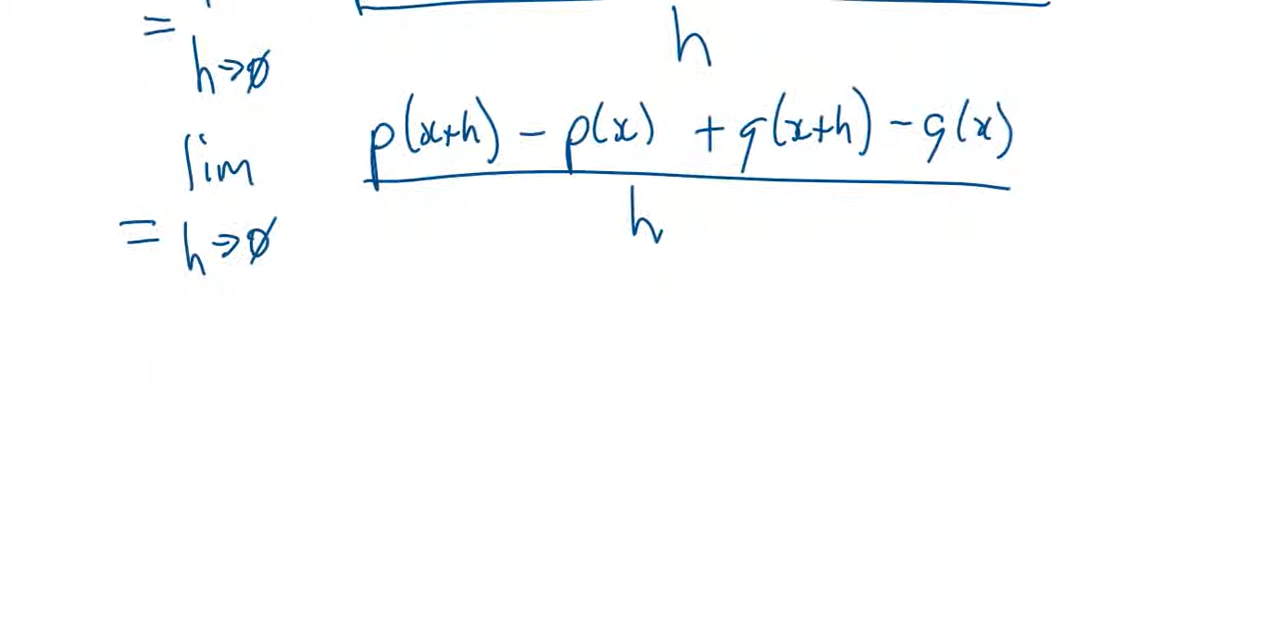 =
h→0
h
lim
p(x+h) - p(x) + q(x+h) - q(x)
= h→0
h